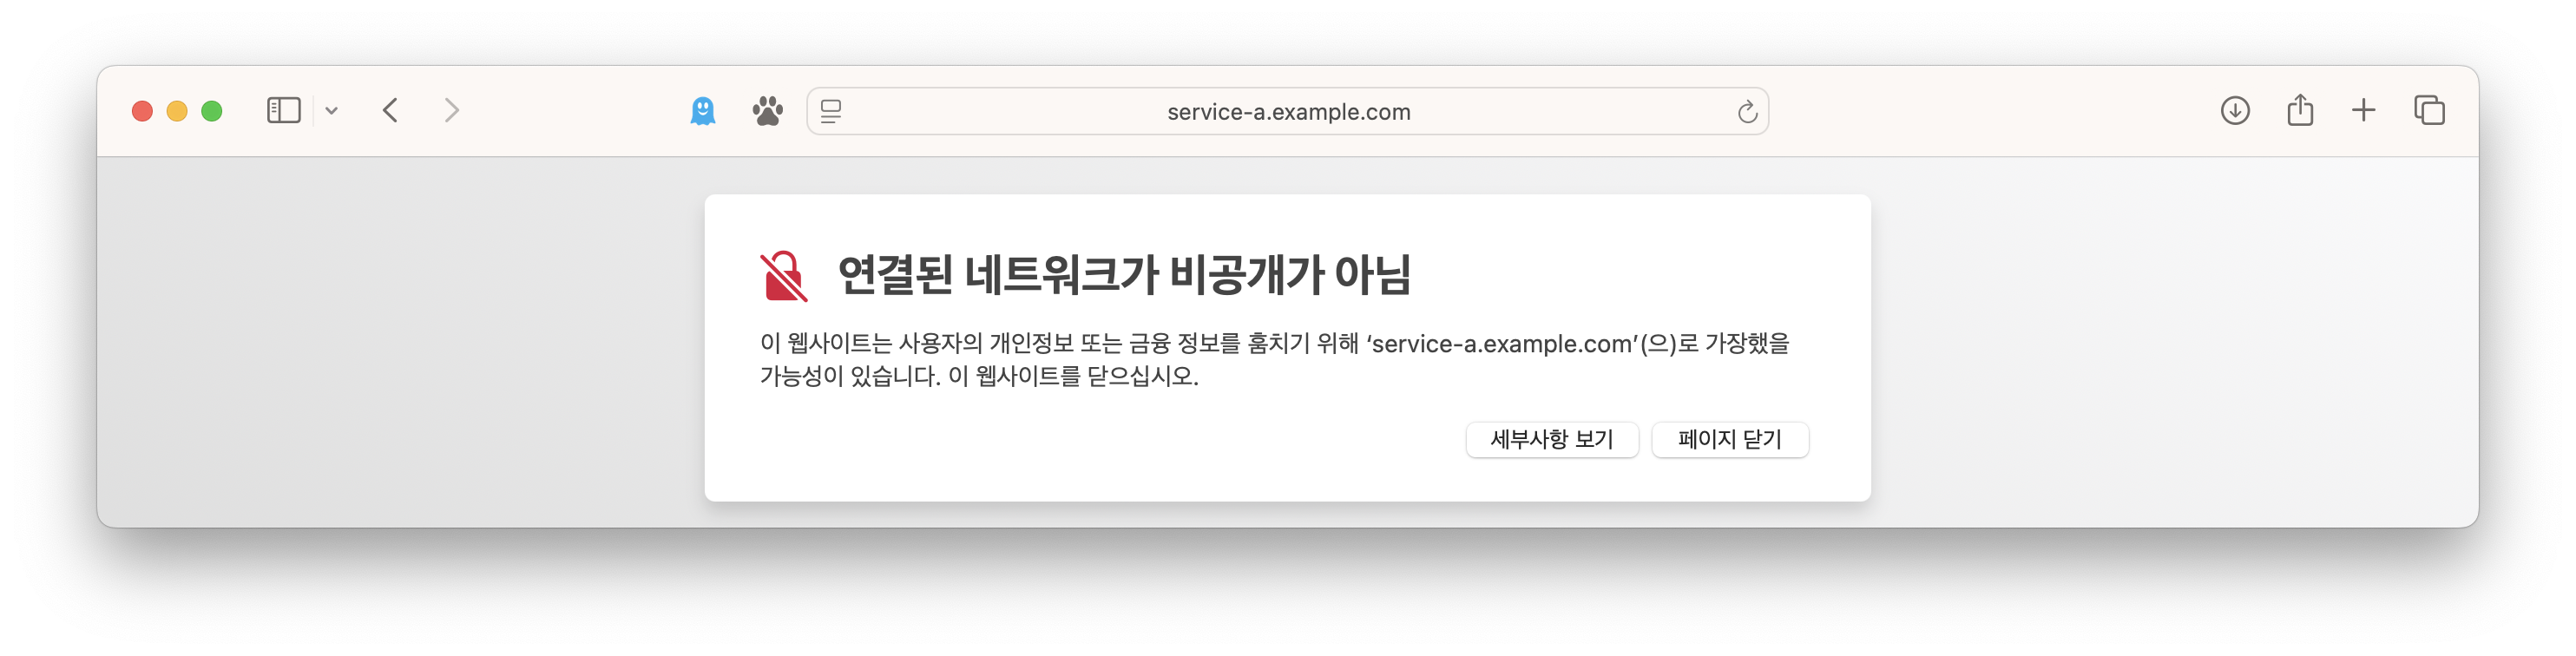 service-a.example.com
연결된 네트워크가 비공개가 아님
이 웹사이트는 사용자의 개인정보 또는 금융 정보를 훔치기 위해 ‘service-a.example.com’(으)로 가장했을
가능성이 있습니다. 이 웹사이트를 닫으십시오.
세부사항 보기 페이지 닫기